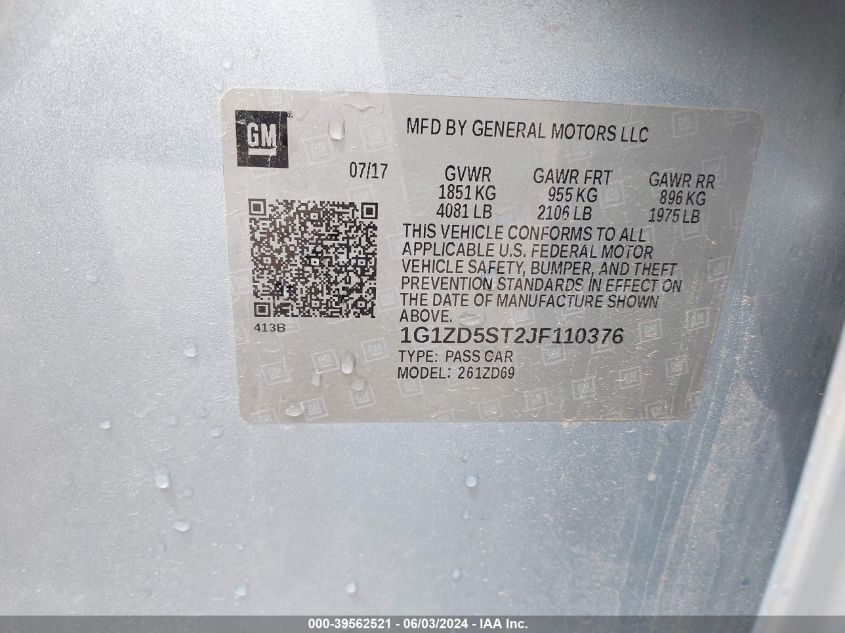 GM
MFD BY GENERAL MOTORS LLC
07/17
GVWR GAWR FRT GAWR RR
1851 KG 955 KG 896 KG
4081 LB 2106 LB 1975 LB
THIS VEHICLE CONFORMS TO ALL
APPLICABLE U.S. FEDERAL MOTOR
VEHICLE SAFETY, BUMPER, AND THEFT
PREVENTION STANDARDS IN EFFECT ON
THE DATE OF MANUFACTURE SHOWN
ABOVE.
413B
1G1ZD5ST2JF110376
TYPE: PASS CAR
MODEL: 261ZD69
000-39562521 - 06/03/2024 - IAA Inc.